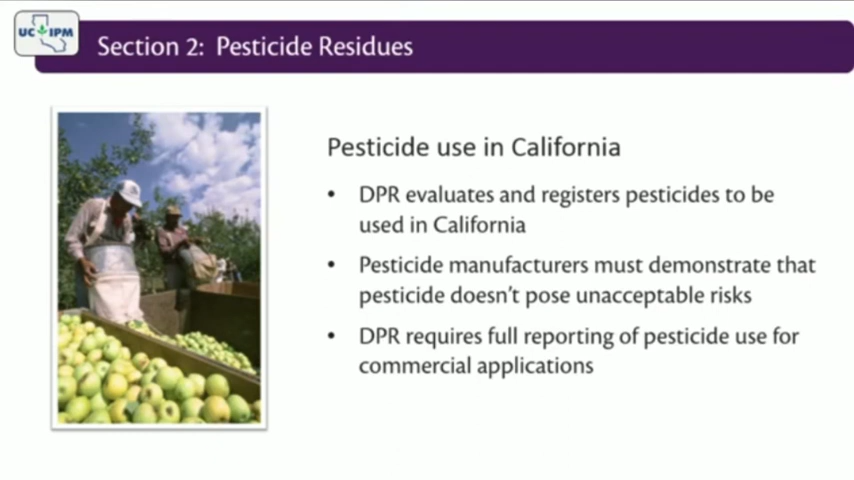 UC IPM
Section 2: Pesticide Residues
Pesticide use in California
• DPR evaluates and registers pesticides to be
used in California
• Pesticide manufacturers must demonstrate that
pesticide doesn't pose unacceptable risks
• DPR requires full reporting of pesticide use for
commercial applications